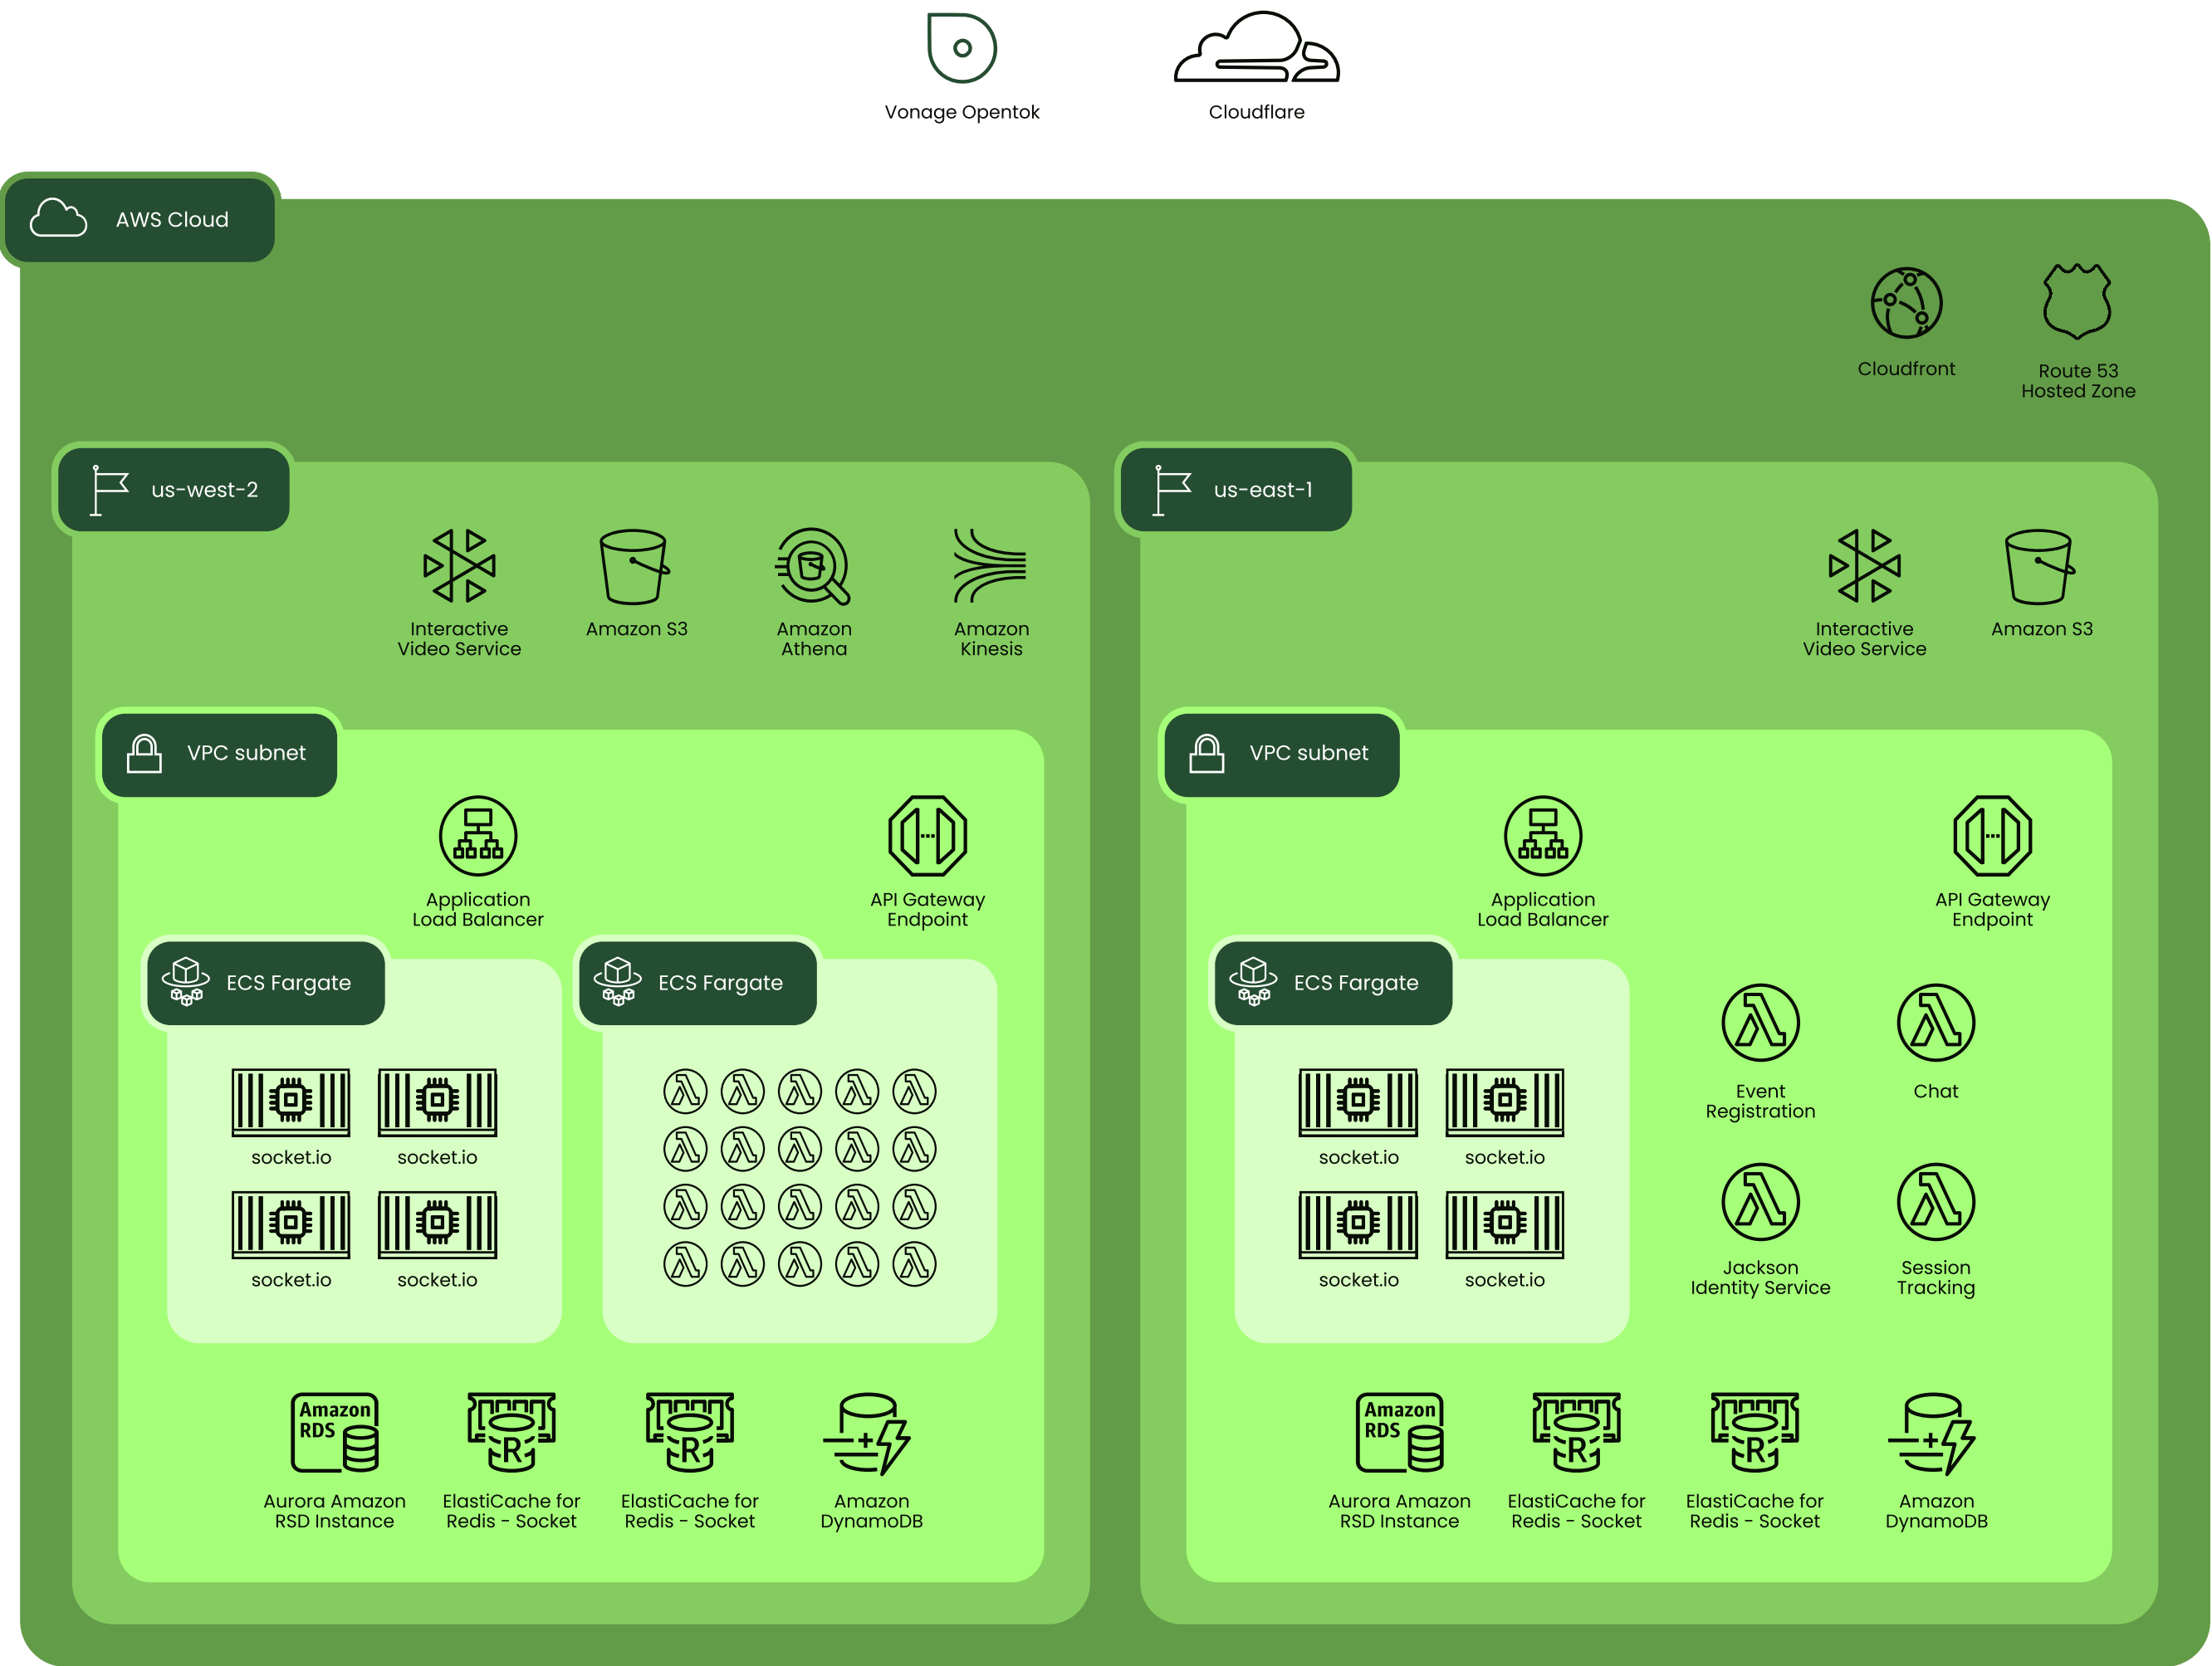 Vonage Opentok
Cloudflare
AWS Cloud
Cloudfront
Route 53
Hosted Zone
us-west-2
Interactive
Video Service
Amazon S3
Amazon
Athena
Amazon
Kinesis
VPC subnet
Application
Load Balancer
API Gateway
Endpoint
ECS Fargate
socket.io
socket.io
socket.io
socket.io
ECS Fargate
Amazon
RDS
Aurora Amazon
RSD Instance
R
ElastiCache for
Redis - Socket
R
ElastiCache for
Redis - Socket
Amazon
DynamoDB
us-east-1
Interactive
Video Service
Amazon S3
VPC subnet
Application
Load Balancer
API Gateway
Endpoint
ECS Fargate
socket.io
socket.io
socket.io
socket.io
Event
Registration
Chat
Jackson
Identity Service
Session
Tracking
Amazon
RDS
Aurora Amazon
RSD Instance
R
ElastiCache for
Redis - Socket
R
ElastiCache for
Redis - Socket
Amazon
DynamoDB